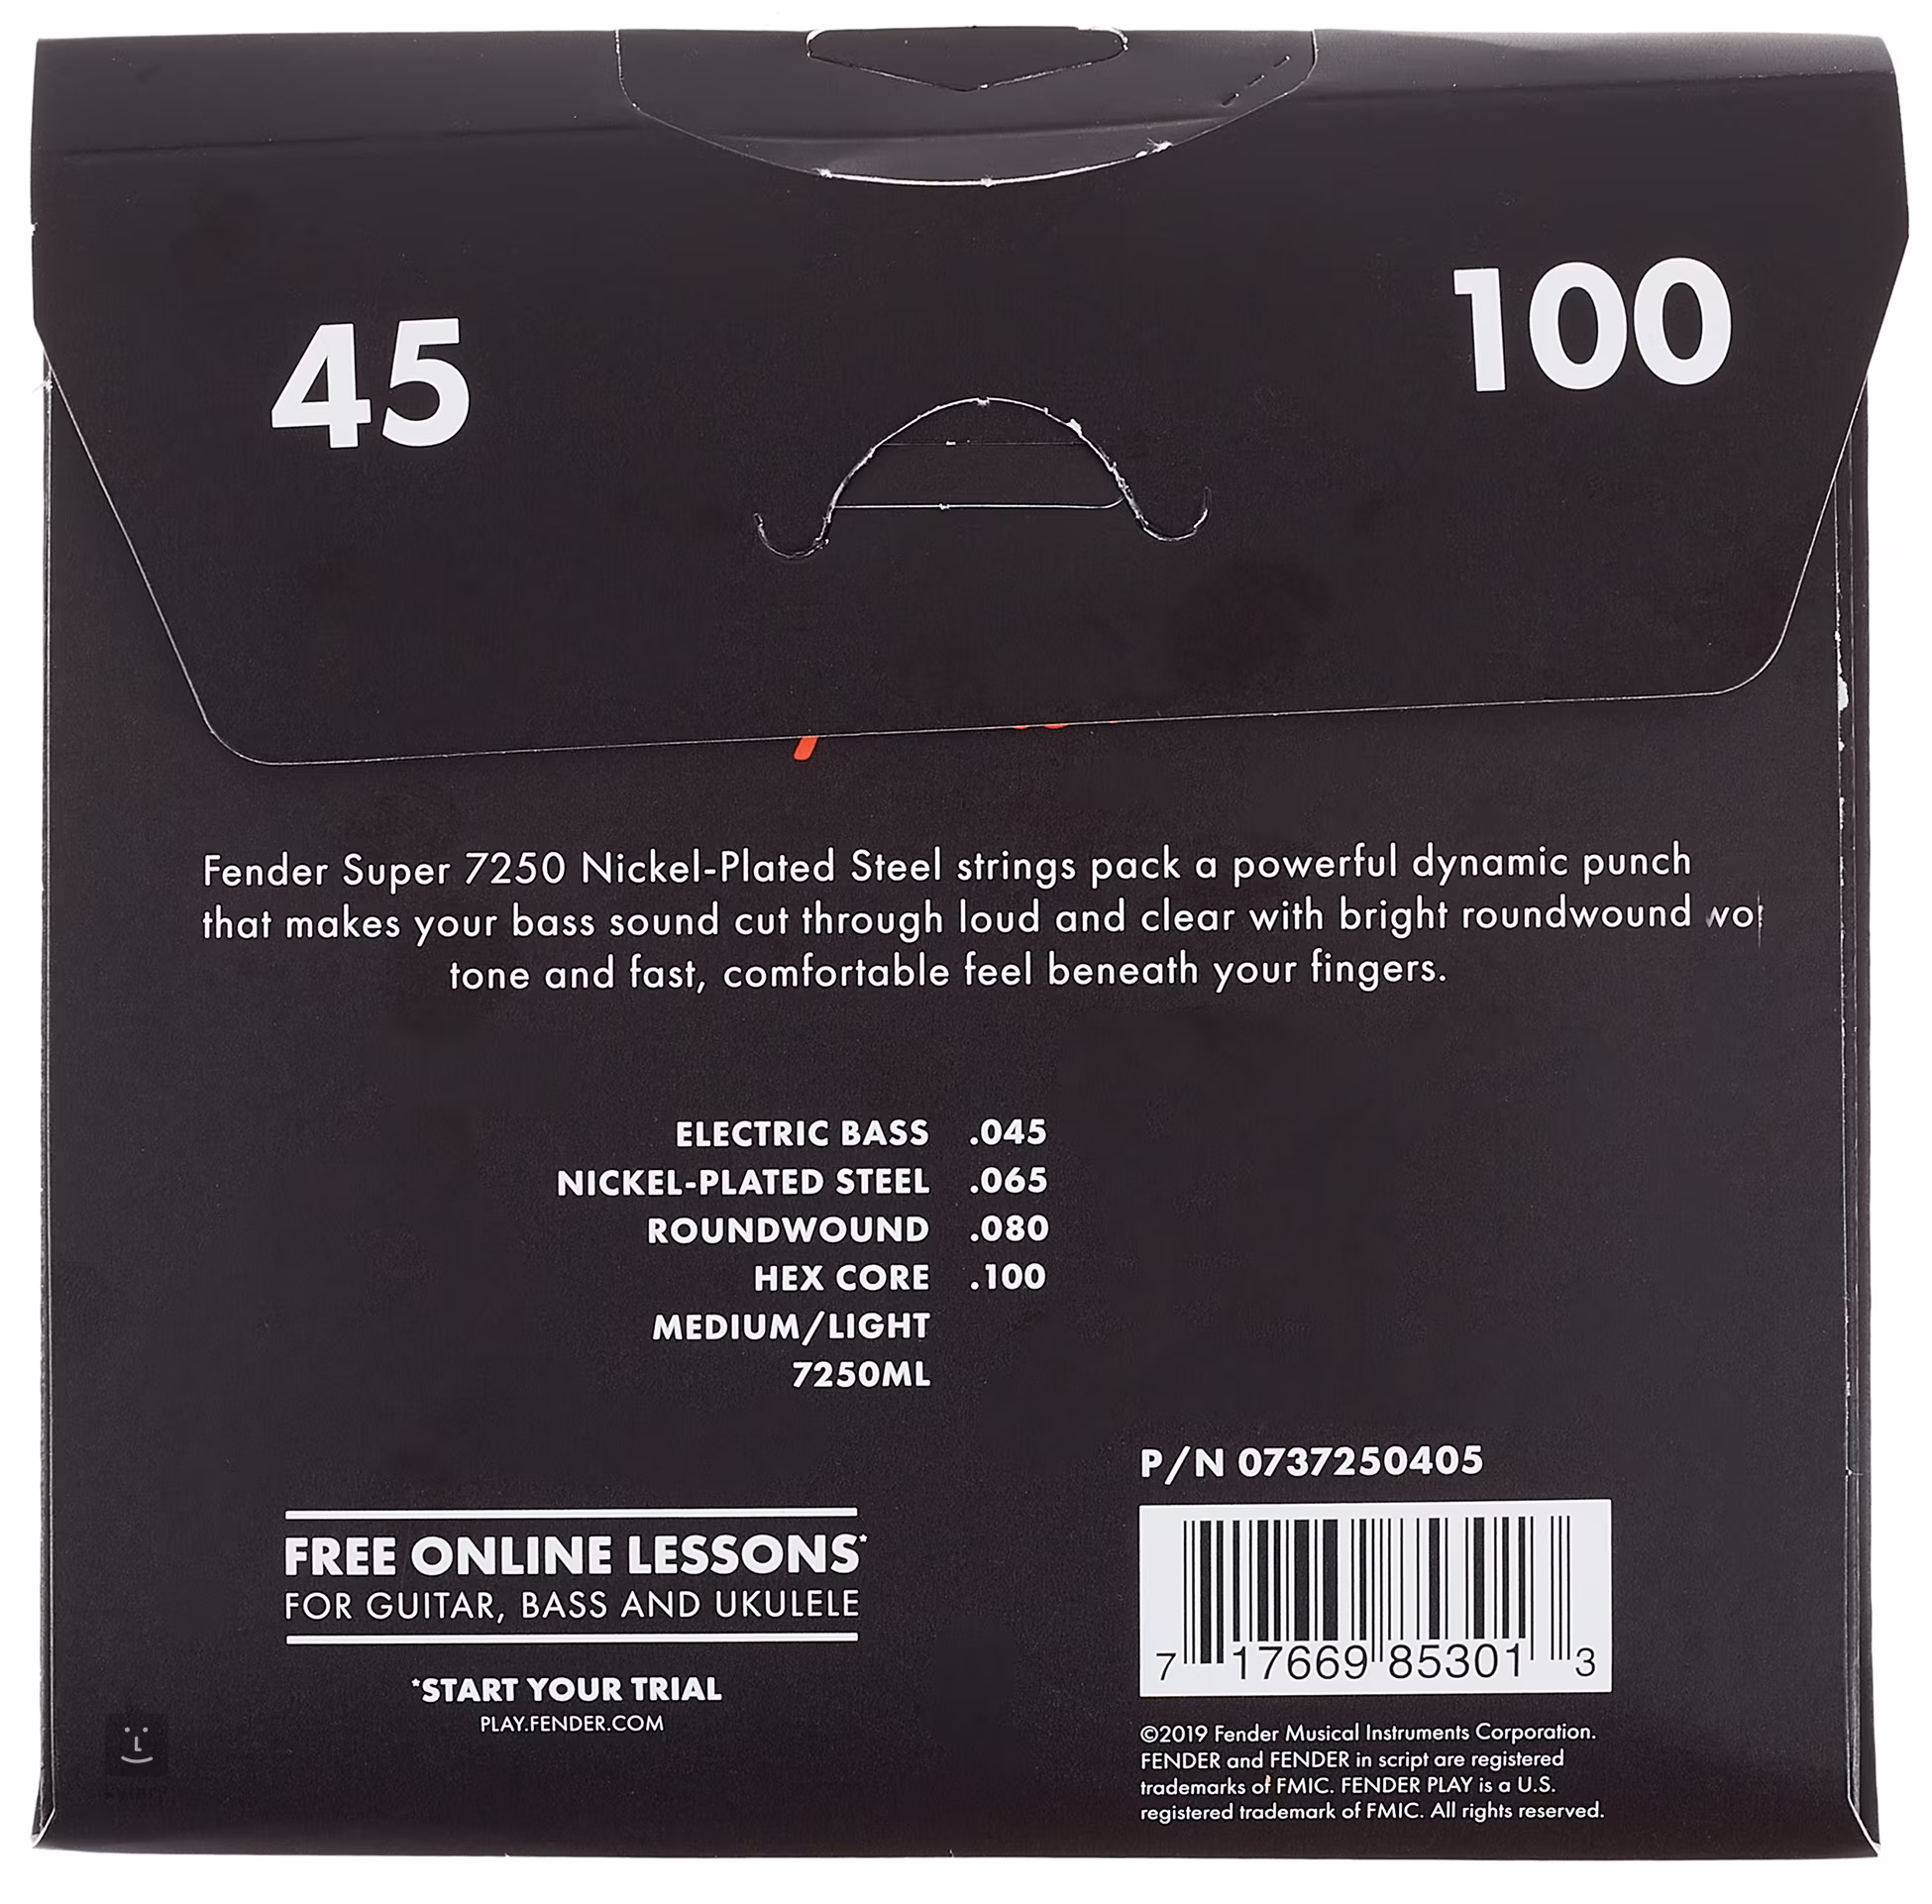 45
100
Fender Super 7250 Nickel-Plated Steel strings pack a powerful dynamic punch
that makes your bass sound cut through loud and clear with bright roundwound
tone and fast, comfortable feel beneath your fingers.
ELECTRIC BASS .045
NICKEL-PLATED STEEL .065
ROUNDWOUND .080
HEX CORE .100
MEDIUM/LIGHT
7250ML
P/N 0737250405
FREE ONLINE LESSONS*
FOR GUITAR, BASS AND UKULELE
*START YOUR TRIAL
PLAY.FENDER.COM
7 17669 85301 3
©2019 Fender Musical Instruments Corporation.
FENDER and FENDER in script are registered
trademarks of FMIC. FENDER PLAY is a U.S.
registered trademark of FMIC. All rights reserved.